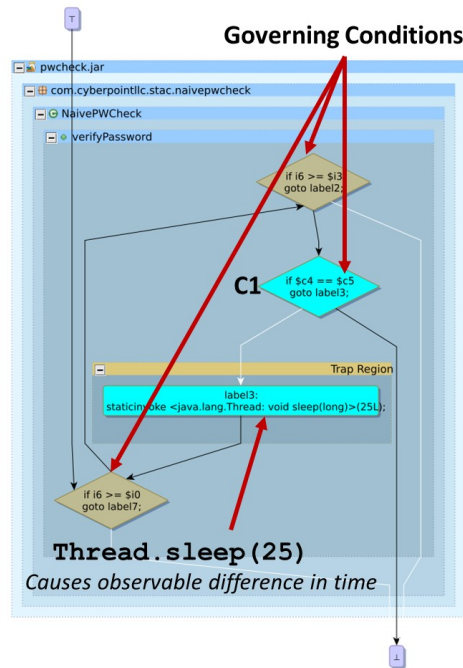 ⊤
Governing Conditions
pwcheck.jar
com.cyberpointllc.stac.naivepwcheck
NaivePWCheck
verifyPassword
if i6 >= $i3
goto label2;
C1
if $c4 == $c5
goto label3;
Trap Region
label3:
staticinvoke <java.lang.Thread: void sleep(long)>(25L);
if i6 >= $i0
goto label7;
Thread.sleep(25)
Causes observable difference in time
⊥